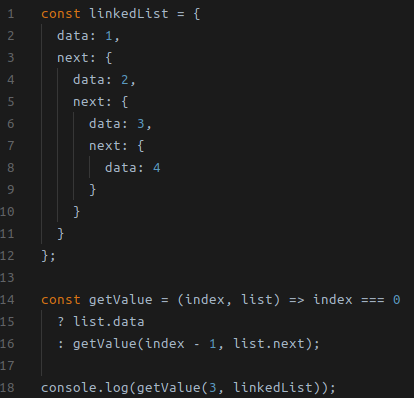 1 const linkedList = {
2   data: 1,
3   next: {
4     data: 2,
5     next: {
6       data: 3,
7       next: {
8         data: 4
9       }
10     }
11   }
12 };
13
14 const getValue = (index, list) => index === 0
15   ? list.data
16   : getValue(index - 1, list.next);
17
18 console.log(getValue(3, linkedList));